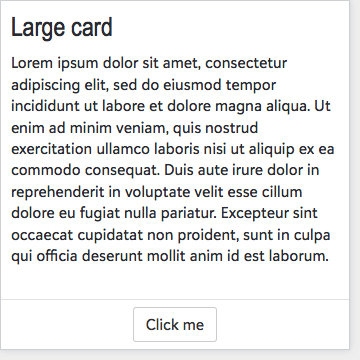 Large card
Lorem ipsum dolor sit amet, consectetur
adipiscing elit, sed do eiusmod tempor
incididunt ut labore et dolore magna aliqua. Ut
enim ad minim veniam, quis nostrud
exercitation ullamco laboris nisi ut aliquip ex ea
commodo consequat. Duis aute irure dolor in
reprehenderit in voluptate velit esse cillum
dolore eu fugiat nulla pariatur. Excepteur sint
occaecat cupidatat non proident, sunt in culpa
qui officia deserunt mollit anim id est laborum.
Click me